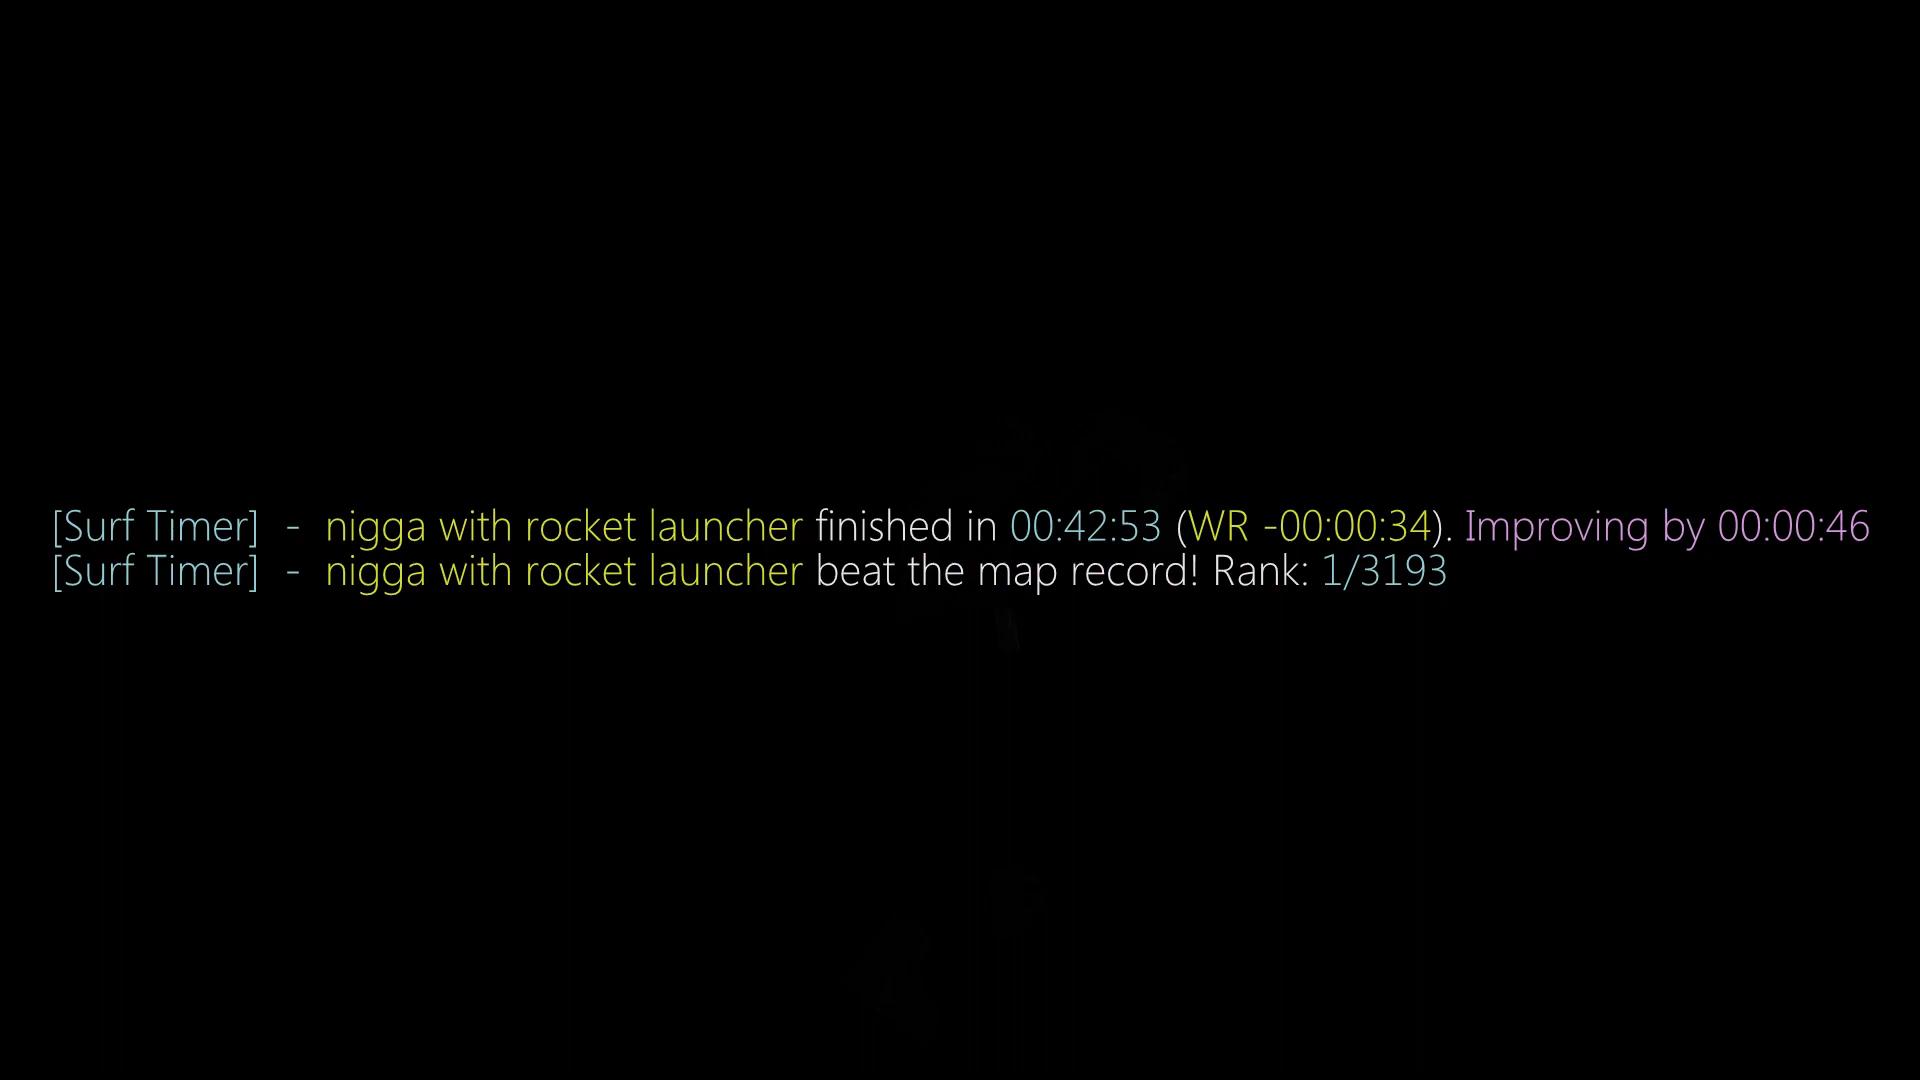 [Surf Timer] - nigga with rocket launcher finished in 00:42:53 (WR -00:00:34). Improving by 00:00:46
[Surf Timer] - nigga with rocket launcher beat the map record! Rank: 1/3193